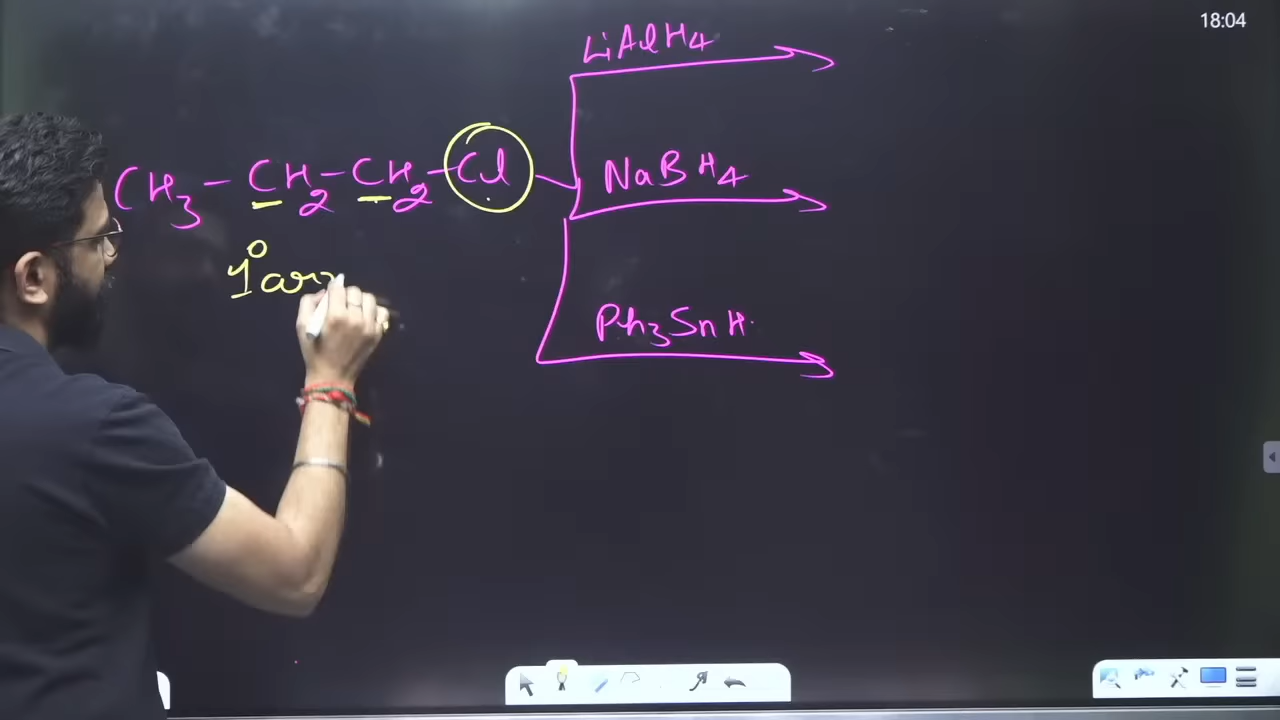 18:04
LiAlH4
CH3 - CH2 - CH2 - Cl
NaBH4
1°
Ph3SnH